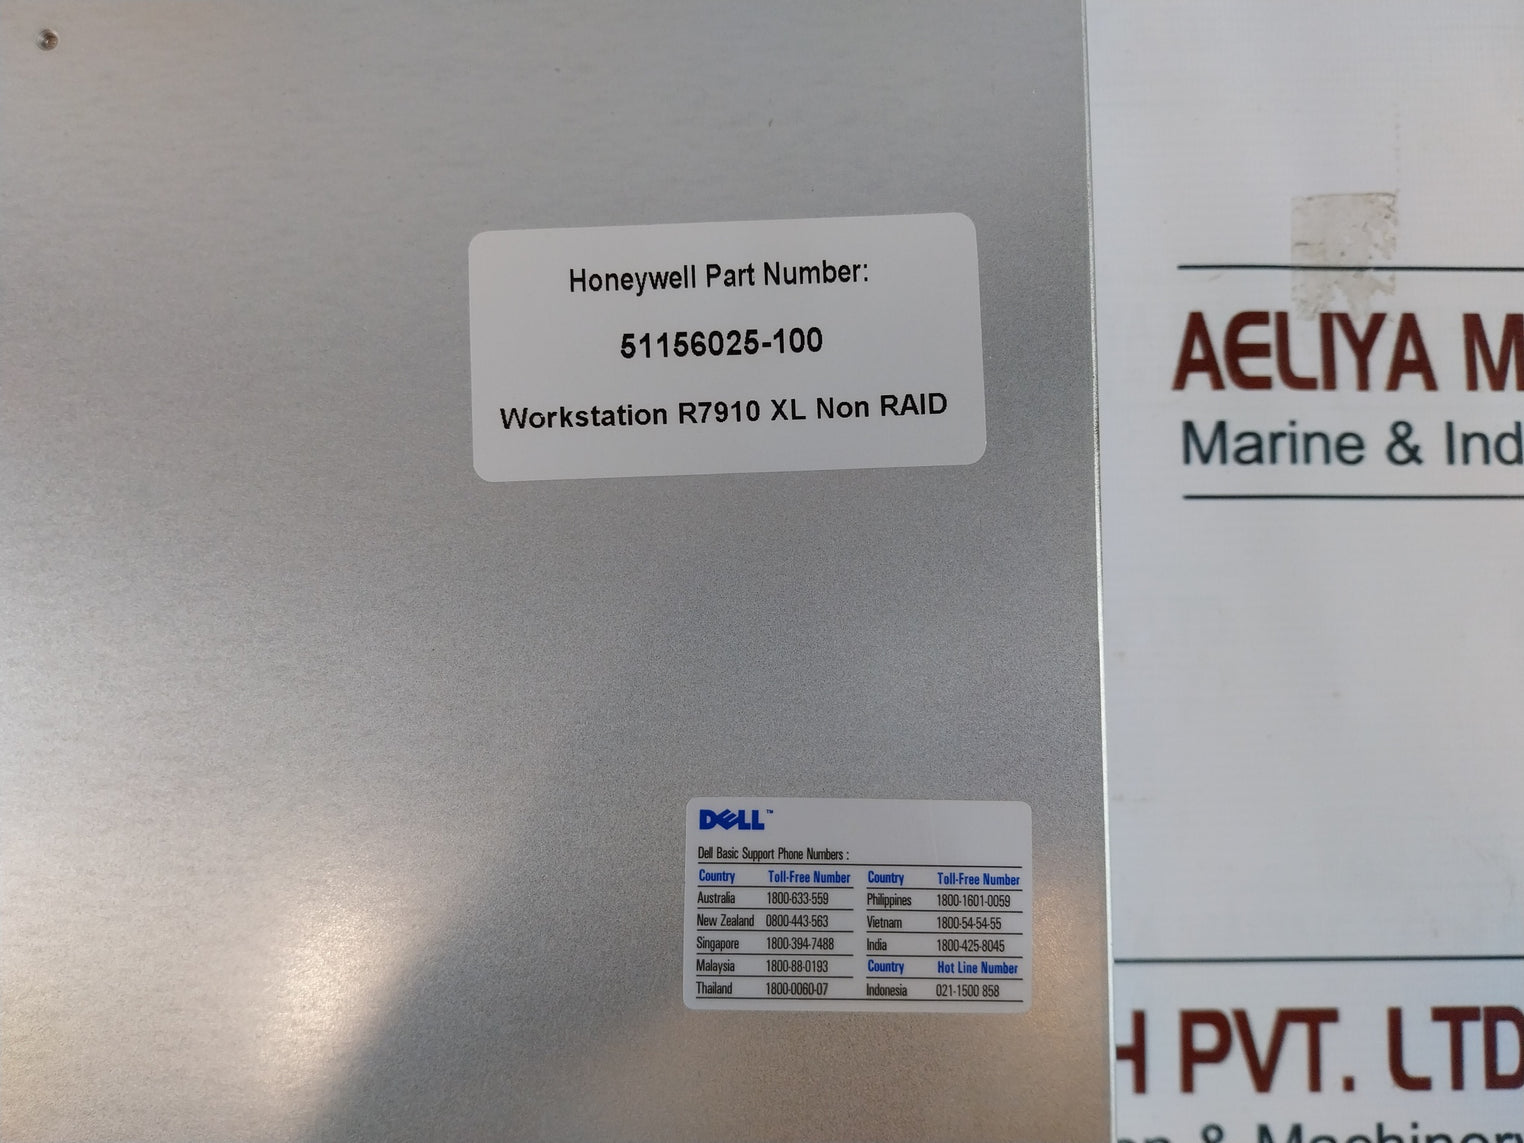 Honeywell Part Number:
51156025-100
Workstation R7910 XL Non RAID
AELIYA M
Marine & Ind
DELL™
Dell Basic Support Phone Numbers :
Country Toll-Free Number Country Toll-Free Number
Australia 1800-633-559 Philippines 1800-1601-0059
New Zealand 0800-443-563 Vietnam 1800-54-54-55
Singapore 1800-394-7488 India 1800-425-8045
Malaysia 1800-88-0193 Country Hot Line Number
Thailand 1800-0060-07 Indonesia 021-1500 858
H PVT. LTD
& Machinery